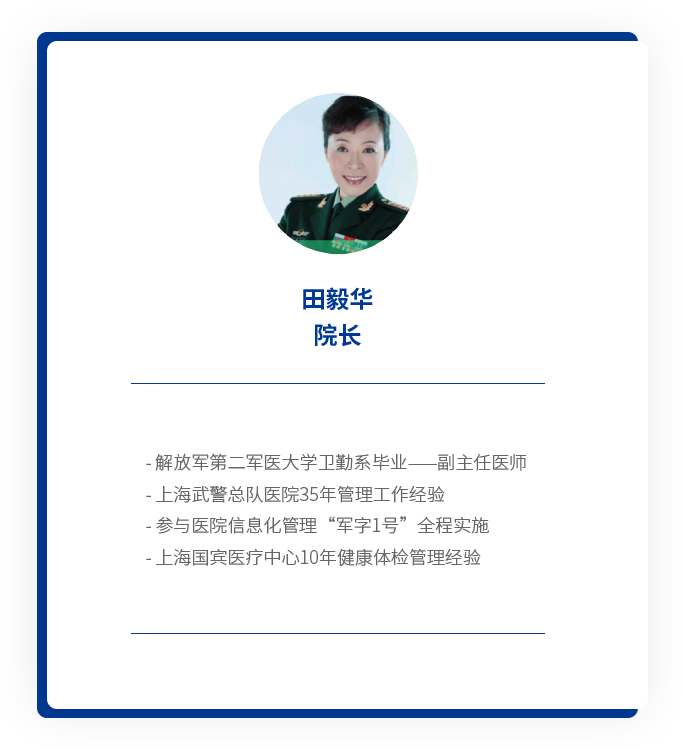 田毅华
院长
- 解放军第二军医大学卫勤系毕业——副主任医师
- 上海武警总队医院35年管理工作经验
- 参与医院信息化管理“军字1号”全程实施
- 上海国宾医疗中心10年健康体检管理经验